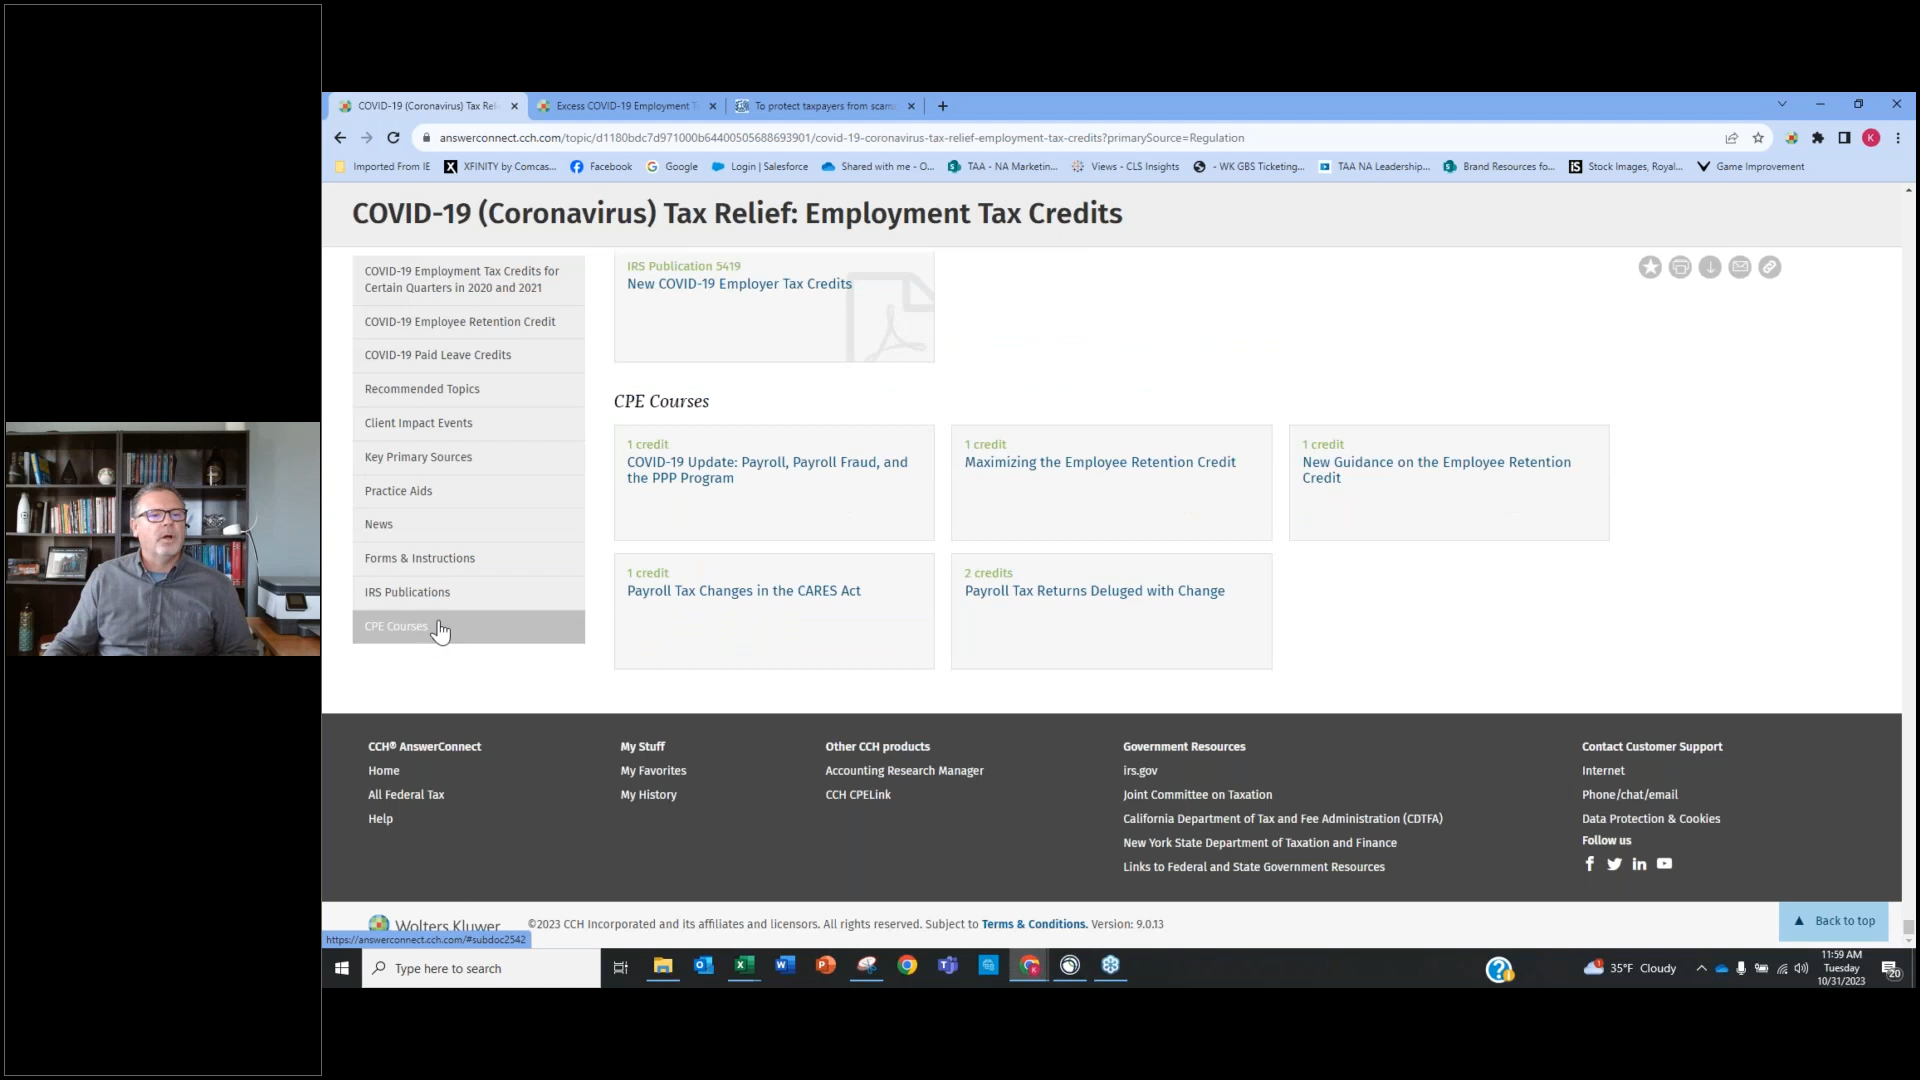 COVID-19 (Coronavirus) Tax Rel
Excess COVID-19 Employment T
To protect taxpayers from scam
answerconnect.cch.com/topic/d1180bdc7d971000b64400505688693901/covid-19-coronavirus-tax-relief-employment-tax-credits?primarySource=Regulation
K
Imported From IE
XFINITY by Comcas...
Facebook
Google
Login | Salesforce
Shared with me - O...
TAA - NA Marketin...
Views - CLS Insights
- WK GBS Ticketing...
TAA NA Leadership...
Brand Resources fo...
Stock Images, Royal...
Game Improvement
COVID-19 (Coronavirus) Tax Relief: Employment Tax Credits
COVID-19 Employment Tax Credits for
Certain Quarters in 2020 and 2021
COVID-19 Employee Retention Credit
COVID-19 Paid Leave Credits
Recommended Topics
Client Impact Events
Key Primary Sources
Practice Aids
News
Forms & Instructions
IRS Publications
CPE Courses
IRS Publication 5419
New COVID-19 Employer Tax Credits
CPE Courses
1 credit
COVID-19 Update: Payroll, Payroll Fraud, and
the PPP Program
1 credit
Maximizing the Employee Retention Credit
1 credit
New Guidance on the Employee Retention
Credit
1 credit
Payroll Tax Changes in the CARES Act
2 credits
Payroll Tax Returns Deluged with Change
CCH® AnswerConnect
Home
All Federal Tax
Help
My Stuff
My Favorites
My History
Other CCH products
Accounting Research Manager
CCH CPELink
Government Resources
irs.gov
Joint Committee on Taxation
California Department of Tax and Fee Administration (CDTFA)
New York State Department of Taxation and Finance
Links to Federal and State Government Resources
Contact Customer Support
Internet
Phone/chat/email
Data Protection & Cookies
Follow us
Wolters Kluwer
©2023 CCH Incorporated and its affiliates and licensors. All rights reserved. Subject to Terms & Conditions. Version: 9.0.13
Back to top
https://answerconnect.cch.com/#subdoc2542
Type here to search
35°F Cloudy
11:59 AM
Tuesday
10/31/2023
20